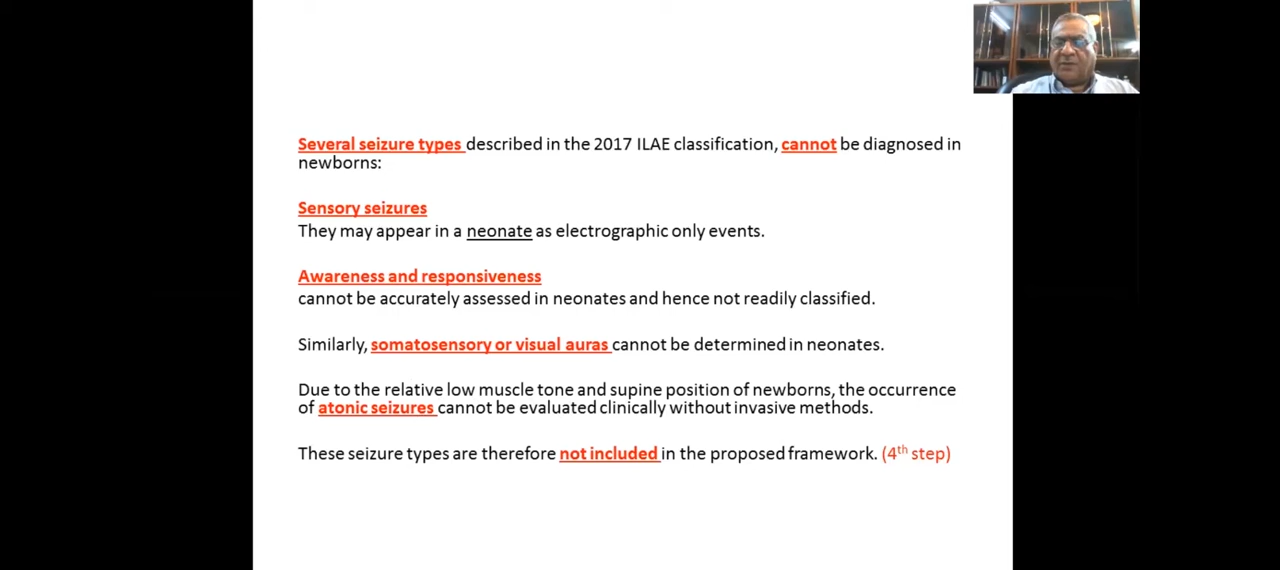 Several seizure types described in the 2017 ILAE classification, cannot be diagnosed in
newborns:
Sensory seizures
They may appear in a neonate as electrographic only events.
Awareness and responsiveness
cannot be accurately assessed in neonates and hence not readily classified.
Similarly, somatosensory or visual auras cannot be determined in neonates.
Due to the relative low muscle tone and supine position of newborns, the occurrence
of atonic seizures cannot be evaluated clinically without invasive methods.
These seizure types are therefore not included in the proposed framework. (4th step)